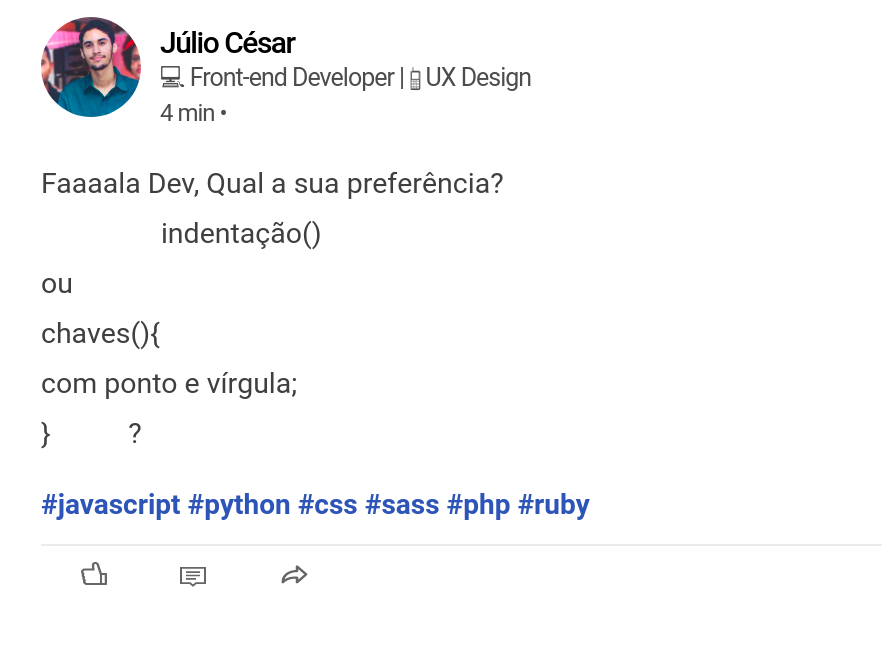 Júlio César
Front-end Developer | UX Design
4 min •
Faaaala Dev, Qual a sua preferência?
indentação()
ou
chaves(){
com ponto e vírgula;
} ?
#javascript #python #css #sass #php #ruby